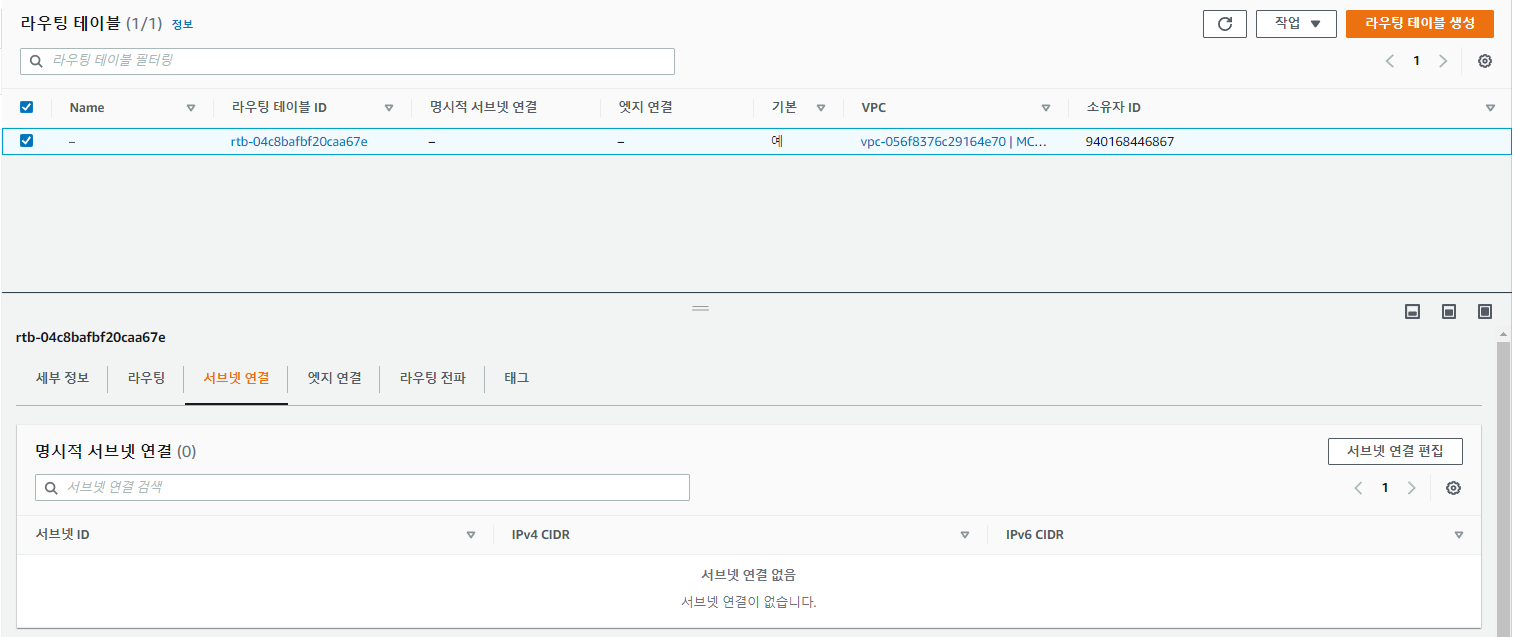 라우팅 테이블 (1/1) 정보
작업 라우팅 테이블 생성
라우팅 테이블 필터링
1
Name 라우팅 테이블 ID 명시적 서브넷 연결 엣지 연결 기본 VPC 소유자 ID
– rtb-04c8bafbf20caa67e – – 예 vpc-056f8376c29164e70 | MC... 940168446867
rtb-04c8bafbf20caa67e
세부 정보 라우팅 서브넷 연결 엣지 연결 라우팅 전파 태그
명시적 서브넷 연결 (0)
서브넷 연결 편집
서브넷 연결 검색
1
서브넷 ID IPv4 CIDR IPv6 CIDR
서브넷 연결 없음
서브넷 연결이 없습니다.